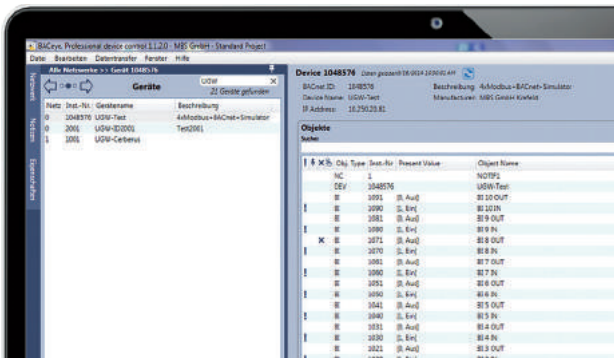 BACeye, Professional device control 1.1.2.0 - MBS GmbH - Standard Project
Datei Bearbeiten Datentransfer Fenster Hilfe
Alle Netzwerke >> Gerät 1048576
Geräte
UGW
21 Geräte gefunden
Netz Inst.-Nr. Gerätename Beschreibung
0 1048576 UGW-Test 4xModbus+BACnet+Simulator
0 2001 UGW-ID2001 Test2001
1 1001 UGW-Cerberus
Netzwerk
Notizen
Eigenschaften
Device 1048576
BACnet ID: 1048576 Beschreibung 4xModbus+BACnet+Simulator
Device Name: UGW-Test Manufacturer: MBS GmbH Krefeld
IP Address: 10.250.20.81
Objekte
Suche:
Obj. Type Inst.-Nr Present Value Object Name
NC 1 NOTIF1
DEV 1048576 UGW-Test
BI 1091 (0, Aus) BI 10 OUT
BI 1090 (1, Ein) BI 10 IN
BI 1081 (0, Aus) BI 9 OUT
BI 1080 (1, Ein) BI 9 IN
BI 1071 (0, Aus) BI 8 OUT
BI 1070 (1, Ein) BI 8 IN
BI 1061 (0, Aus) BI 7 OUT
BI 1060 (1, Ein) BI 7 IN
BI 1051 (0, Aus) BI 6 OUT
BI 1050 (1, Ein) BI 6 IN
BI 1041 (0, Aus) BI 5 OUT
BI 1040 (1, Ein) BI 5 IN
BI 1031 (0, Aus) BI 4 OUT
BI 1030 (1, Ein) BI 4 IN
BI 1021 (0, Aus) BI 3 OUT